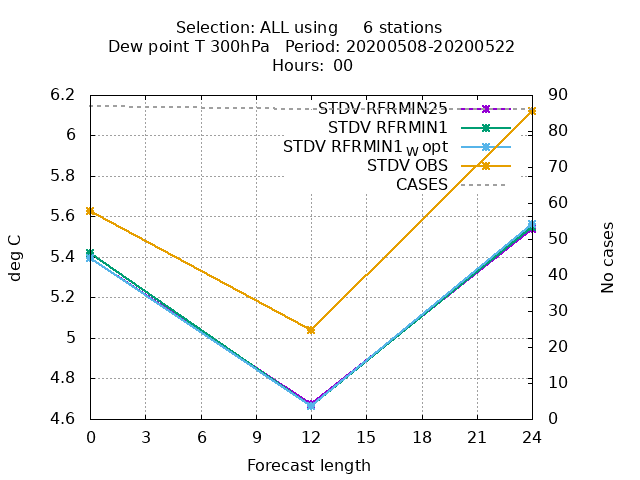 Selection: ALL using     6 stations
Dew point T 300hPa   Period: 20200508-20200522
Hours:  00
6.2
6
5.8
5.6
5.4
5.2
5
4.8
4.6
deg C
90
80
70
60
50
40
30
20
10
0
No cases
STDV RFRMIN25
STDV RFRMIN1
STDV RFRMIN1_W opt
STDV OBS
CASES
0 3 6 9 12 15 18 21 24
Forecast length